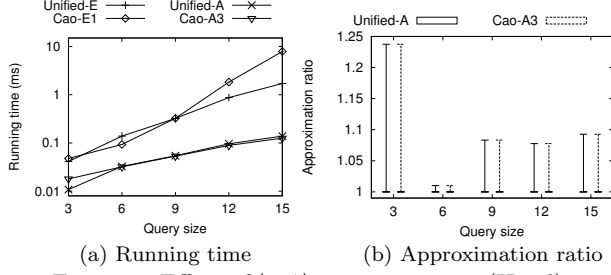 Unified-E
Cao-E1
Unified-A
Cao-A3
Running time (ms)
10
1
0.1
0.01
3 6 9 12 15
Query size
(a) Running time
Unified-A
Cao-A3
Approximation ratio
1.25
1.2
1.15
1.1
1.05
1
3 6 9 12 15
Query size
(b) Approximation ratio